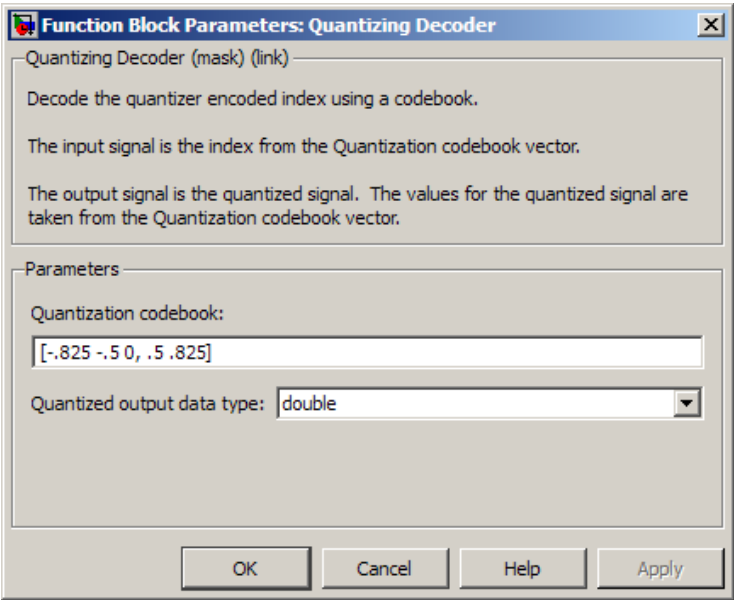 Function Block Parameters: Quantizing Decoder
Quantizing Decoder (mask) (link)
Decode the quantizer encoded index using a codebook.
The input signal is the index from the Quantization codebook vector.
The output signal is the quantized signal.  The values for the quantized signal are
taken from the Quantization codebook vector.
Parameters
Quantization codebook:
[-.825 -.5 0, .5 .825]
Quantized output data type: double
OK Cancel Help Apply